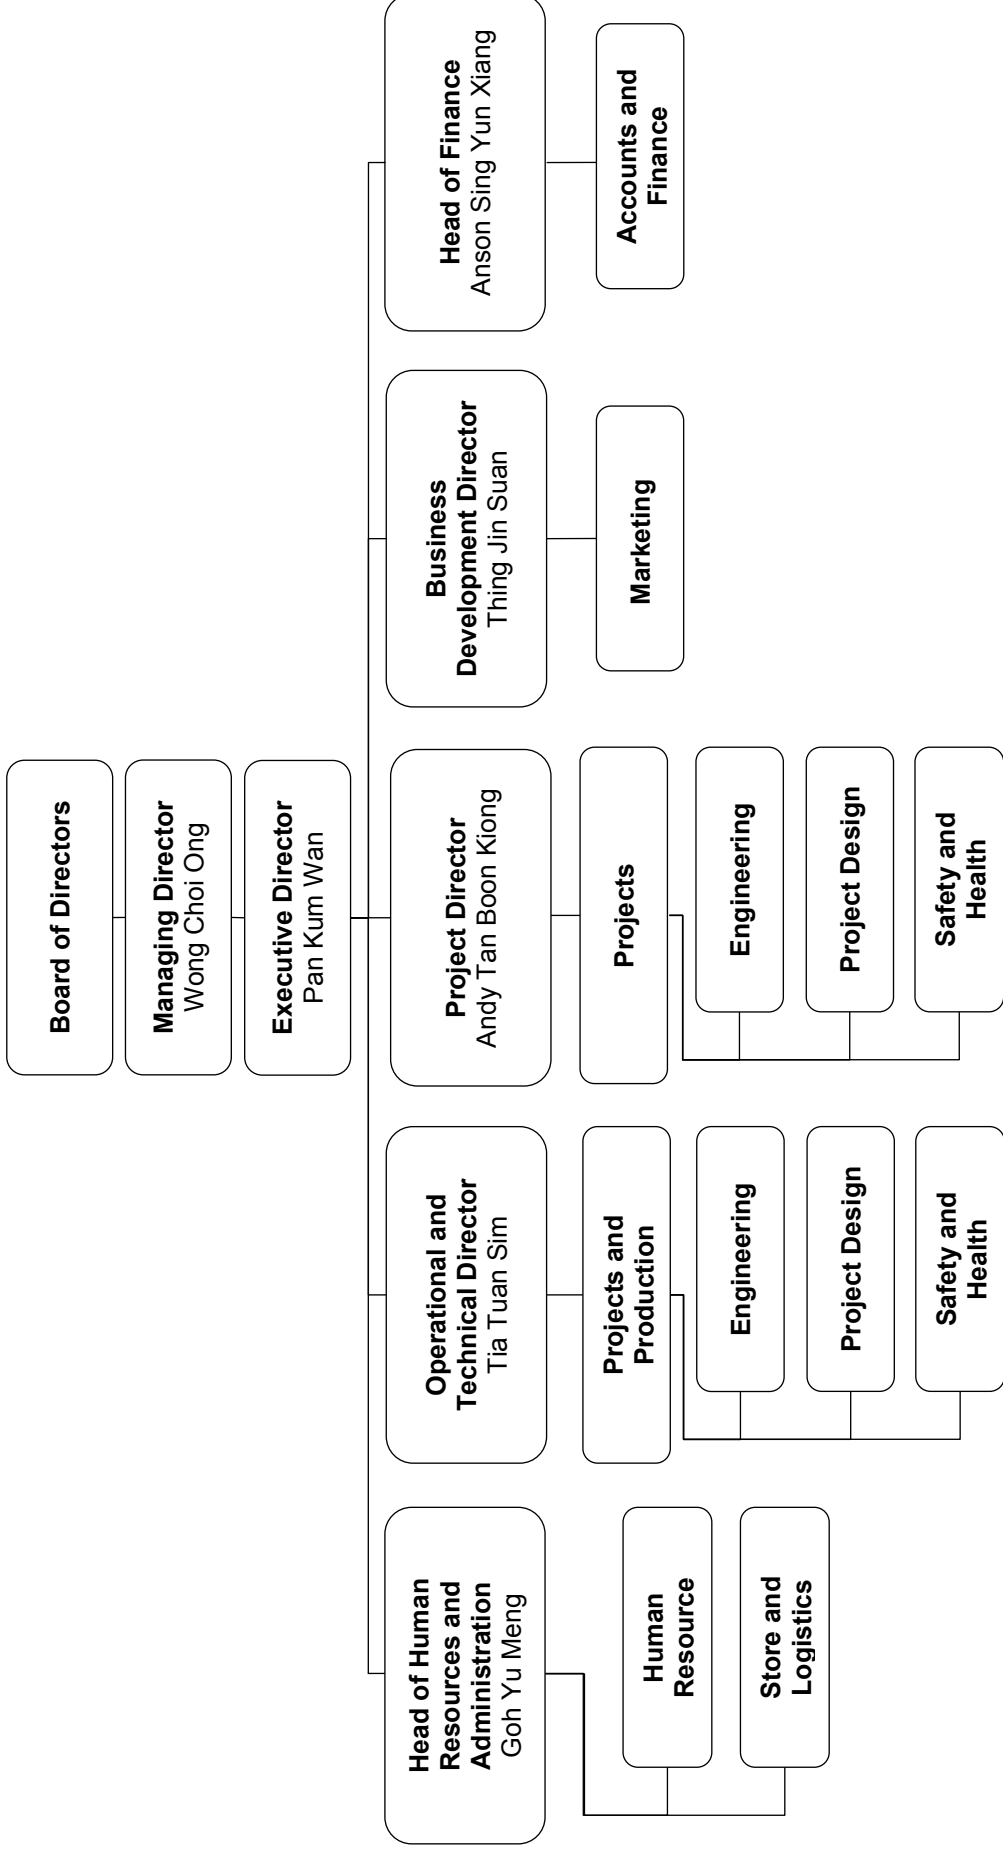 Board of Directors
Managing Director
Wong Choi Ong
Executive Director
Pan Kum Wan
Head of Human
Resources and
Administration
Goh Yu Meng
Human
Resource
Store and
Logistics
Operational and
Technical Director
Tia Tuan Sim
Projects and
Production
Engineering
Project Design
Safety and
Health
Project Director
Andy Tan Boon Kiong
Projects
Engineering
Project Design
Safety and
Health
Business
Development Director
Thing Jin Suan
Marketing
Head of Finance
Anson Sing Yun Xiang
Accounts and
Finance